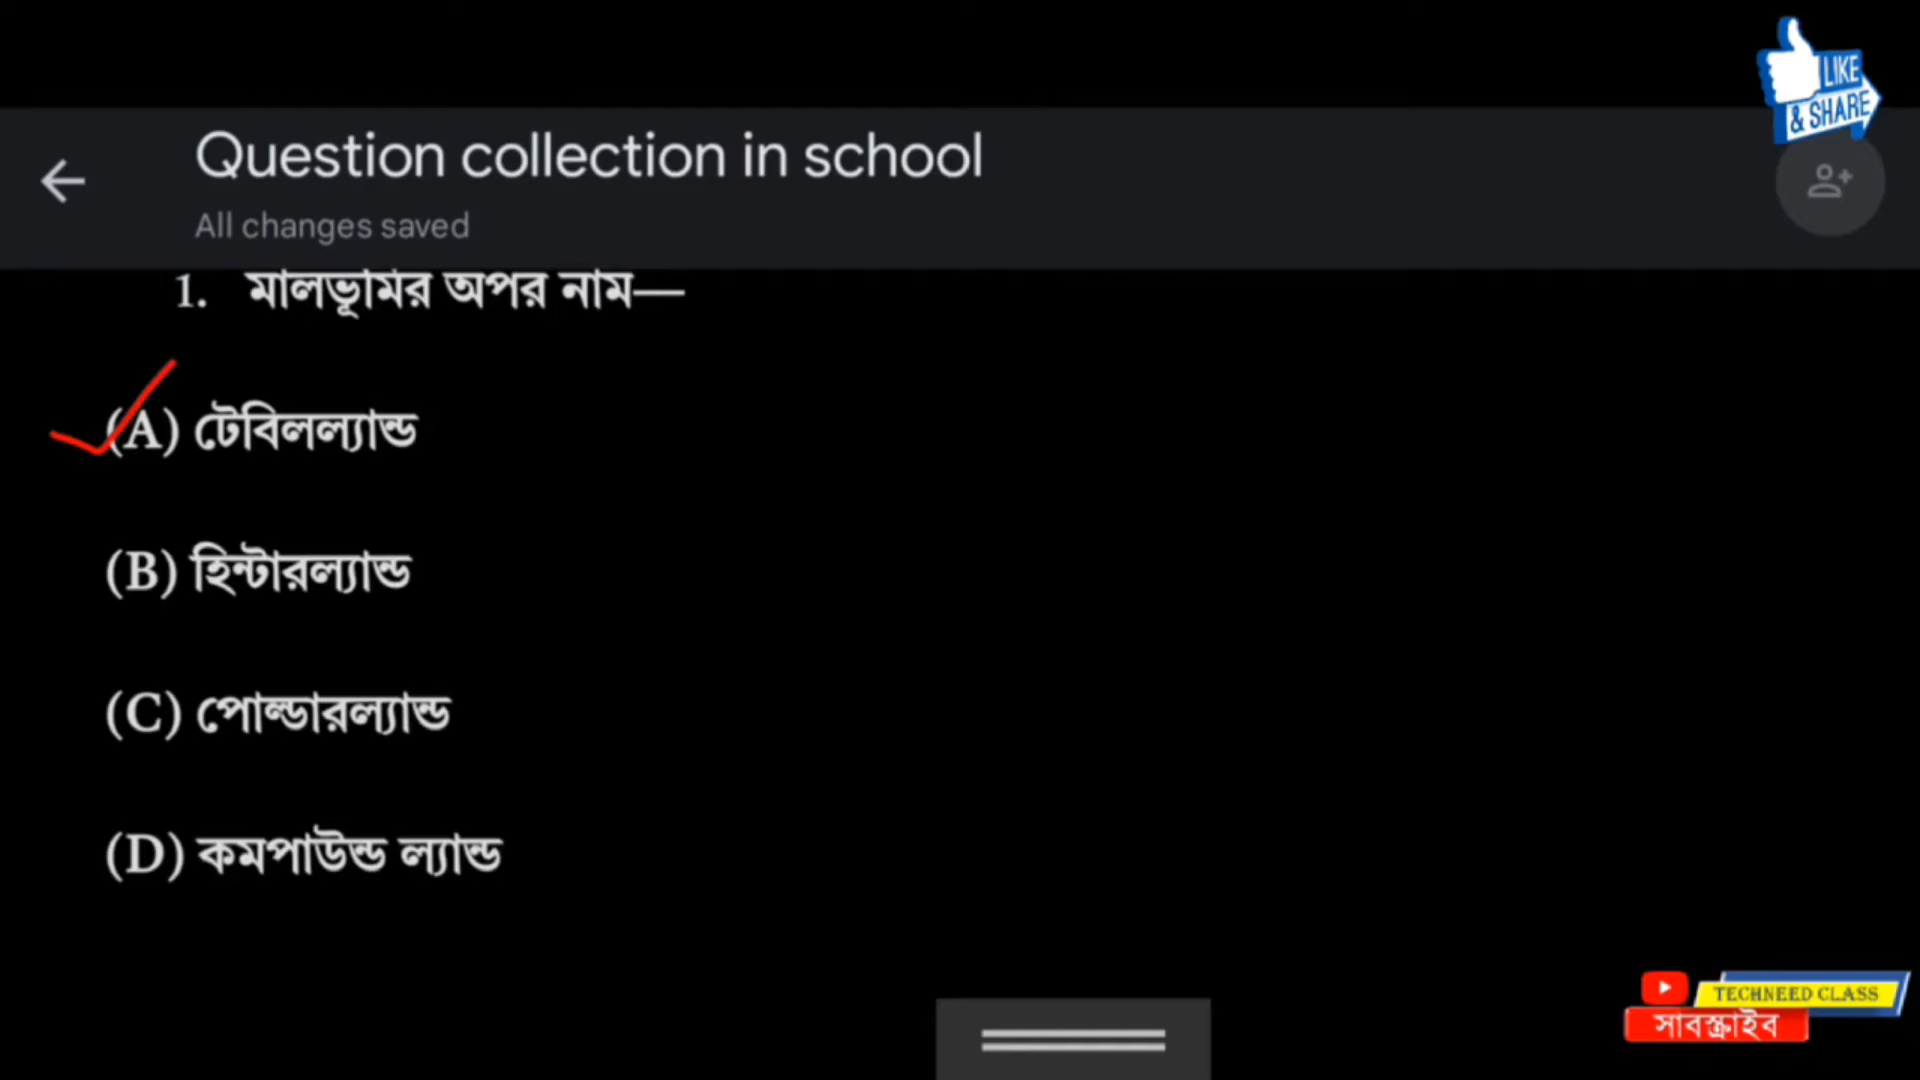 LIKE
& SHARE
Question collection in school
All changes saved
1. মালভূমির অপর নাম—
(A) টেবিলল্যান্ড
(B) হিন্টারল্যান্ড
(C) পোল্ডারল্যান্ড
(D) কমপাউন্ড ল্যান্ড
TECHNEED CLASS
সাবস্ক্রাইব